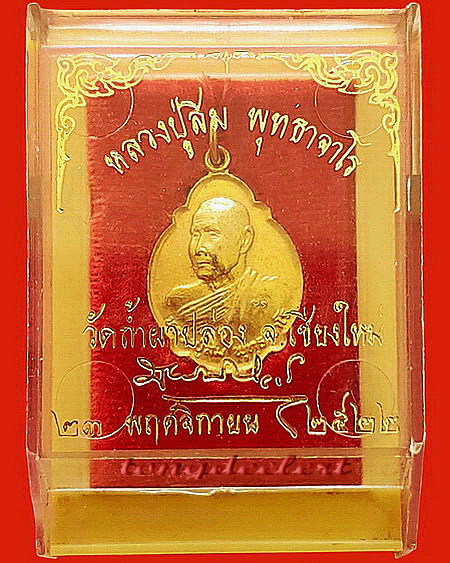 หลวงปู่สิม พุทธาจาโร
วัดถ้ำผาปล่อง จ.เชียงใหม่
๒๓ พฤศจิกายน ๒๕๒๒